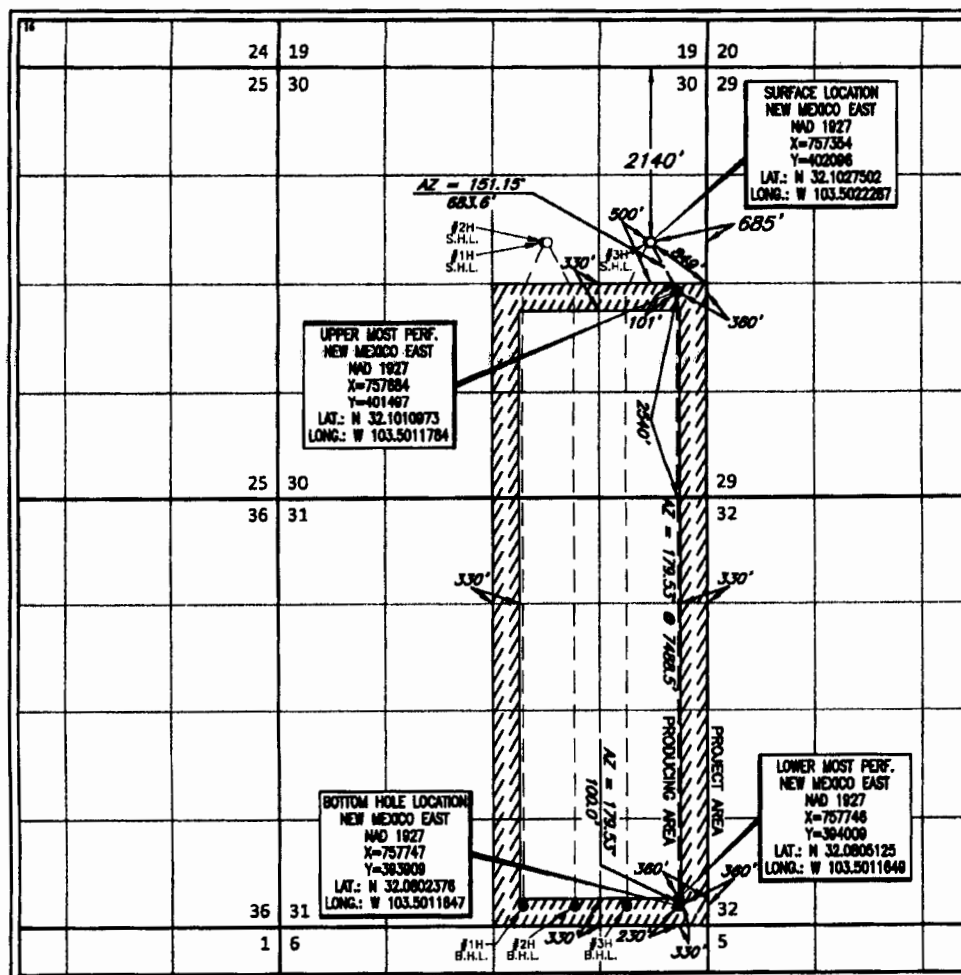 16
24 19
19 20
25 30
30 29
SURFACE LOCATION
NEW MEXICO EAST
NAD 1927
X=757354
Y=402096
LAT.: N 32.1027502
LONG.: W 103.5022267
2140'
AZ = 151.15°
683.6'
500'
685'
#2H
S.H.L.
#1H
S.H.L.
#3H
S.H.L.
330'
101'
360'
UPPER MOST PERF.
NEW MEXICO EAST
NAD 1927
X=757684
Y=401497
LAT.: N 32.1010973
LONG.: W 103.5011784
2540'
25 30
29
36 31
32
AZ = 179.53° @ 7488.5'
330'
330'
PRODUCING AREA
PROJECT AREA
AZ = 179.53°
100.0'
BOTTOM HOLE LOCATION
NEW MEXICO EAST
NAD 1927
X=757747
Y=393909
LAT.: N 32.0802376
LONG.: W 103.5011647
LOWER MOST PERF.
NEW MEXICO EAST
NAD 1927
X=757746
Y=394009
LAT.: N 32.0805125
LONG.: W 103.5011649
360'
360'
36 31
32
1 6
5
#1H
B.H.L.
#2H
B.H.L.
330'
#3H
B.H.L.
230'
330'